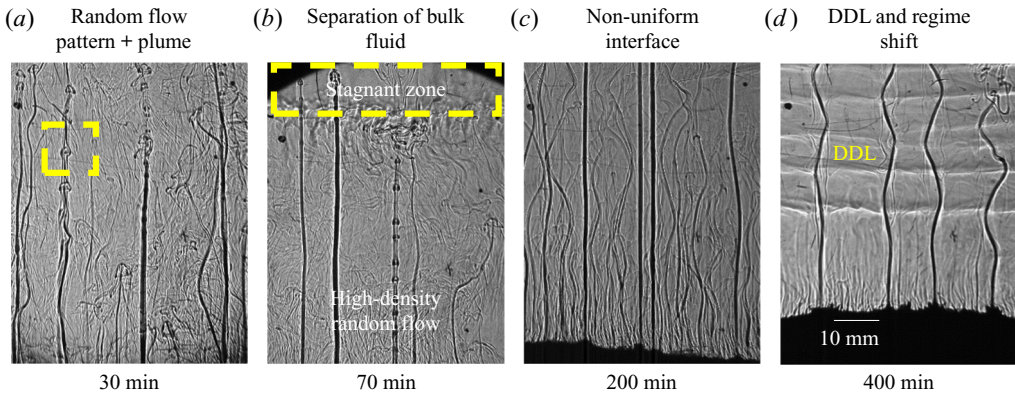 (a) Random flow
pattern + plume
(b) Separation of bulk
fluid
(c) Non-uniform
interface
(d) DDL and regime
shift
Stagnant zone
High-density
random flow
DDL
10 mm
30 min
70 min
200 min
400 min